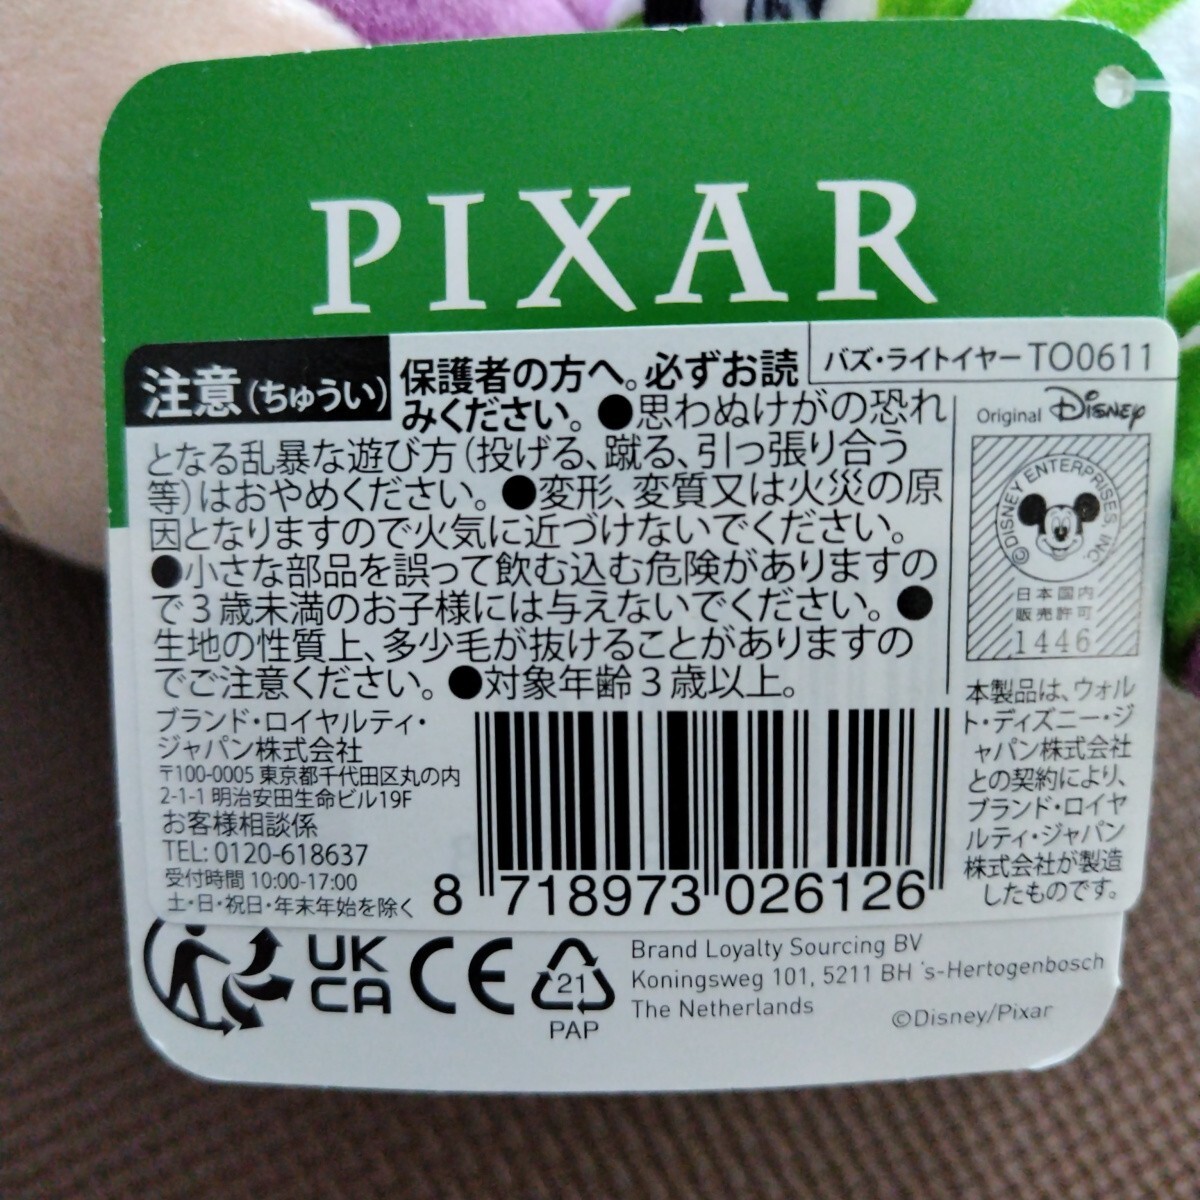 PIXAR
注意(ちゅうい)
保護者の方へ。必ずお読
みください。●思わぬけがの恐れ
となる乱暴な遊び方(投げる、蹴る、引っ張り合う
等)はおやめください。●変形、変質又は火災の原
因となりますので火気に近づけないでください。
●小さな部品を誤って飲む込む危険がありますの
で3歳未満のお子様には与えないでください。●
生地の性質上、多少毛が抜けることがありますの
でご注意ください。●対象年齢3歳以上。
バズ・ライトイヤー TO0611
Original Disney
©DISNEY ENTERPRISES, INC.
日本国内
販売許可
1446
本製品は、ウォル
ト・ディズニー・ジ
ャパン株式会社
との契約により、
ブランド・ロイヤ
ルティ・ジャパン
株式会社が製造
したものです。
ブランド・ロイヤルティ・
ジャパン株式会社
〒100-0005 東京都千代田区丸の内
2-1-1 明治安田生命ビル19F
お客様相談係
TEL: 0120-618637
受付時間 10:00-17:00
土・日・祝日・年末年始を除く
8 718973 026126
UK
CA
CE
21
PAP
Brand Loyalty Sourcing BV
Koningsweg 101, 5211 BH 's-Hertogenbosch
The Netherlands
©Disney/Pixar